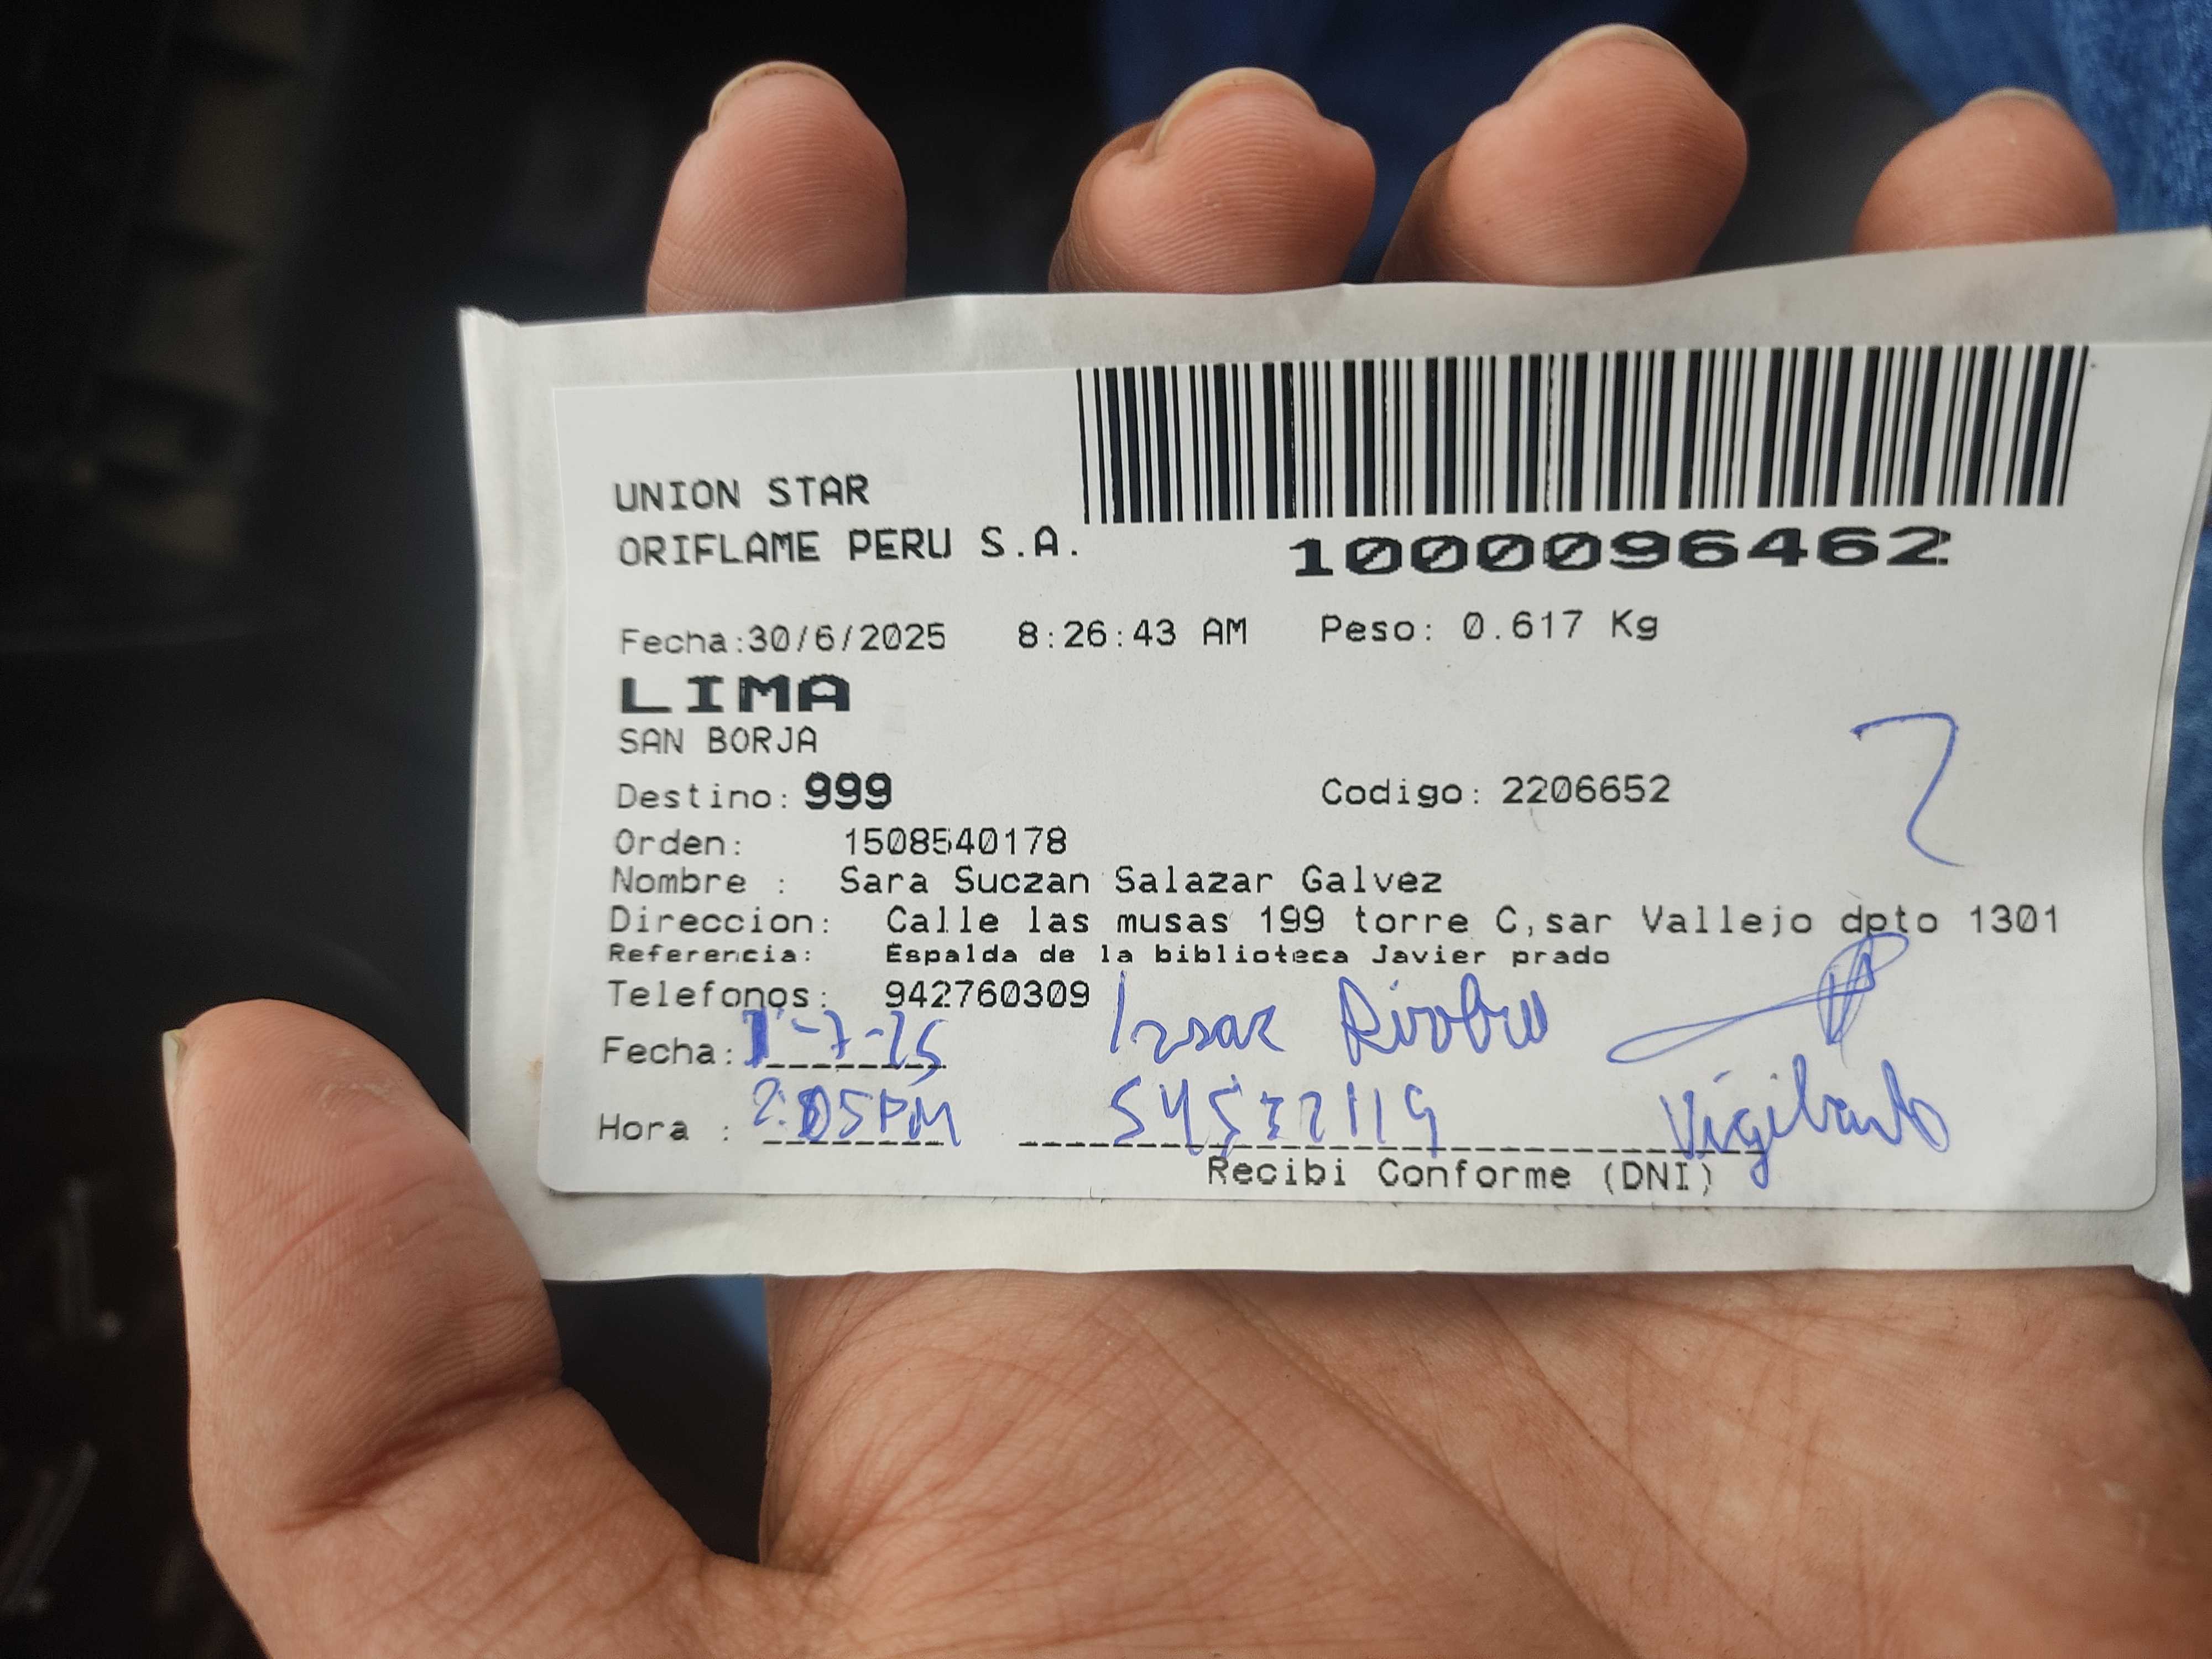 UNION STAR
ORIFLAME PERU S.A.
1000096462
Fecha:30/6/2025 8:26:43 AM Peso: 0.617 Kg
LIMA
SAN BORJA
Destino: 999 Codigo: 2206652
Orden: 1508540178
Nombre : Sara Suczan Salazar Galvez
Direccion: Calle las musas 199 torre C,sar Vallejo dpto 1301
Referencia: Espalda de la biblioteca Javier prado
Telefonos: 942760309
Fecha: 1-7-25
Hora : 2:05PM
Recibi Conforme (DNI)